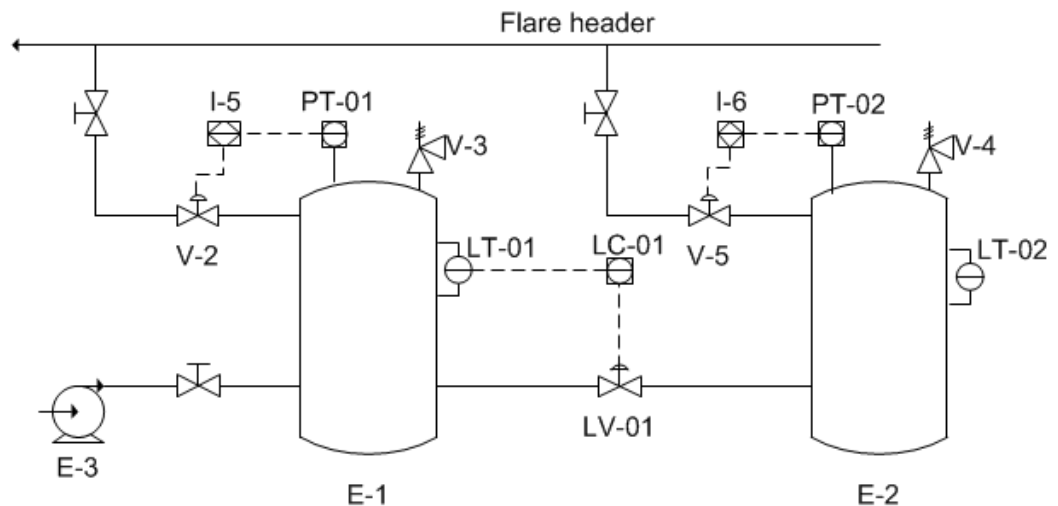 Flare header
I-5
PT-01
I-6
PT-02
V-3
V-4
V-2
LT-01
LC-01
V-5
LT-02
LV-01
E-3
E-1
E-2